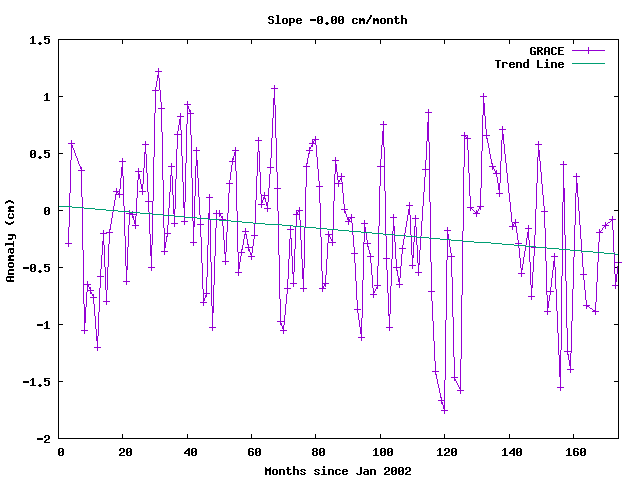 Slope -0.00 cm/month
GRACE
Trend Line
1.5
1
0.5
0
-0.5
-1
-1.5
-2
Anomaly (cm)
0 20 40 60 80 100 120 140 160
Months since Jan 2002